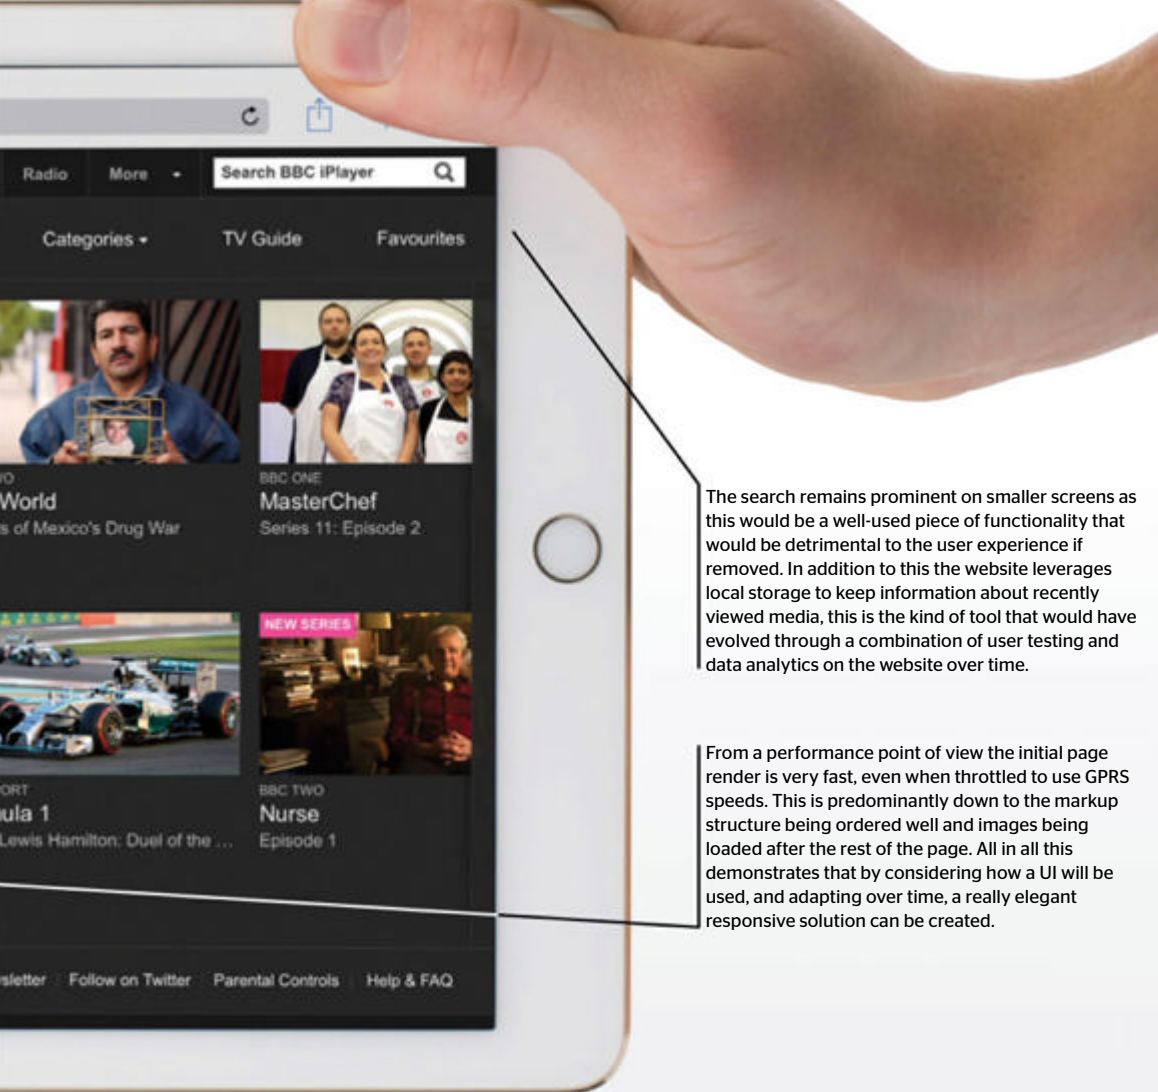 Radio More Search BBC iPlayer
Categories TV Guide Favourites
BBC ONE
World MasterChef
s of Mexico's Drug War Series 11: Episode 2
NEW SERIES
ORT BBC TWO
ula 1 Nurse
Lewis Hamilton: Duel of the ... Episode 1
sletter Follow on Twitter Parental Controls Help & FAQ
The search remains prominent on smaller screens as
this would be a well-used piece of functionality that
would be detrimental to the user experience if
removed. In addition to this the website leverages
local storage to keep information about recently
viewed media, this is the kind of tool that would have
evolved through a combination of user testing and
data analytics on the website over time.
From a performance point of view the initial page
render is very fast, even when throttled to use GPRS
speeds. This is predominantly down to the markup
structure being ordered well and images being
loaded after the rest of the page. All in all this
demonstrates that by considering how a UI will be
used, and adapting over time, a really elegant
responsive solution can be created.